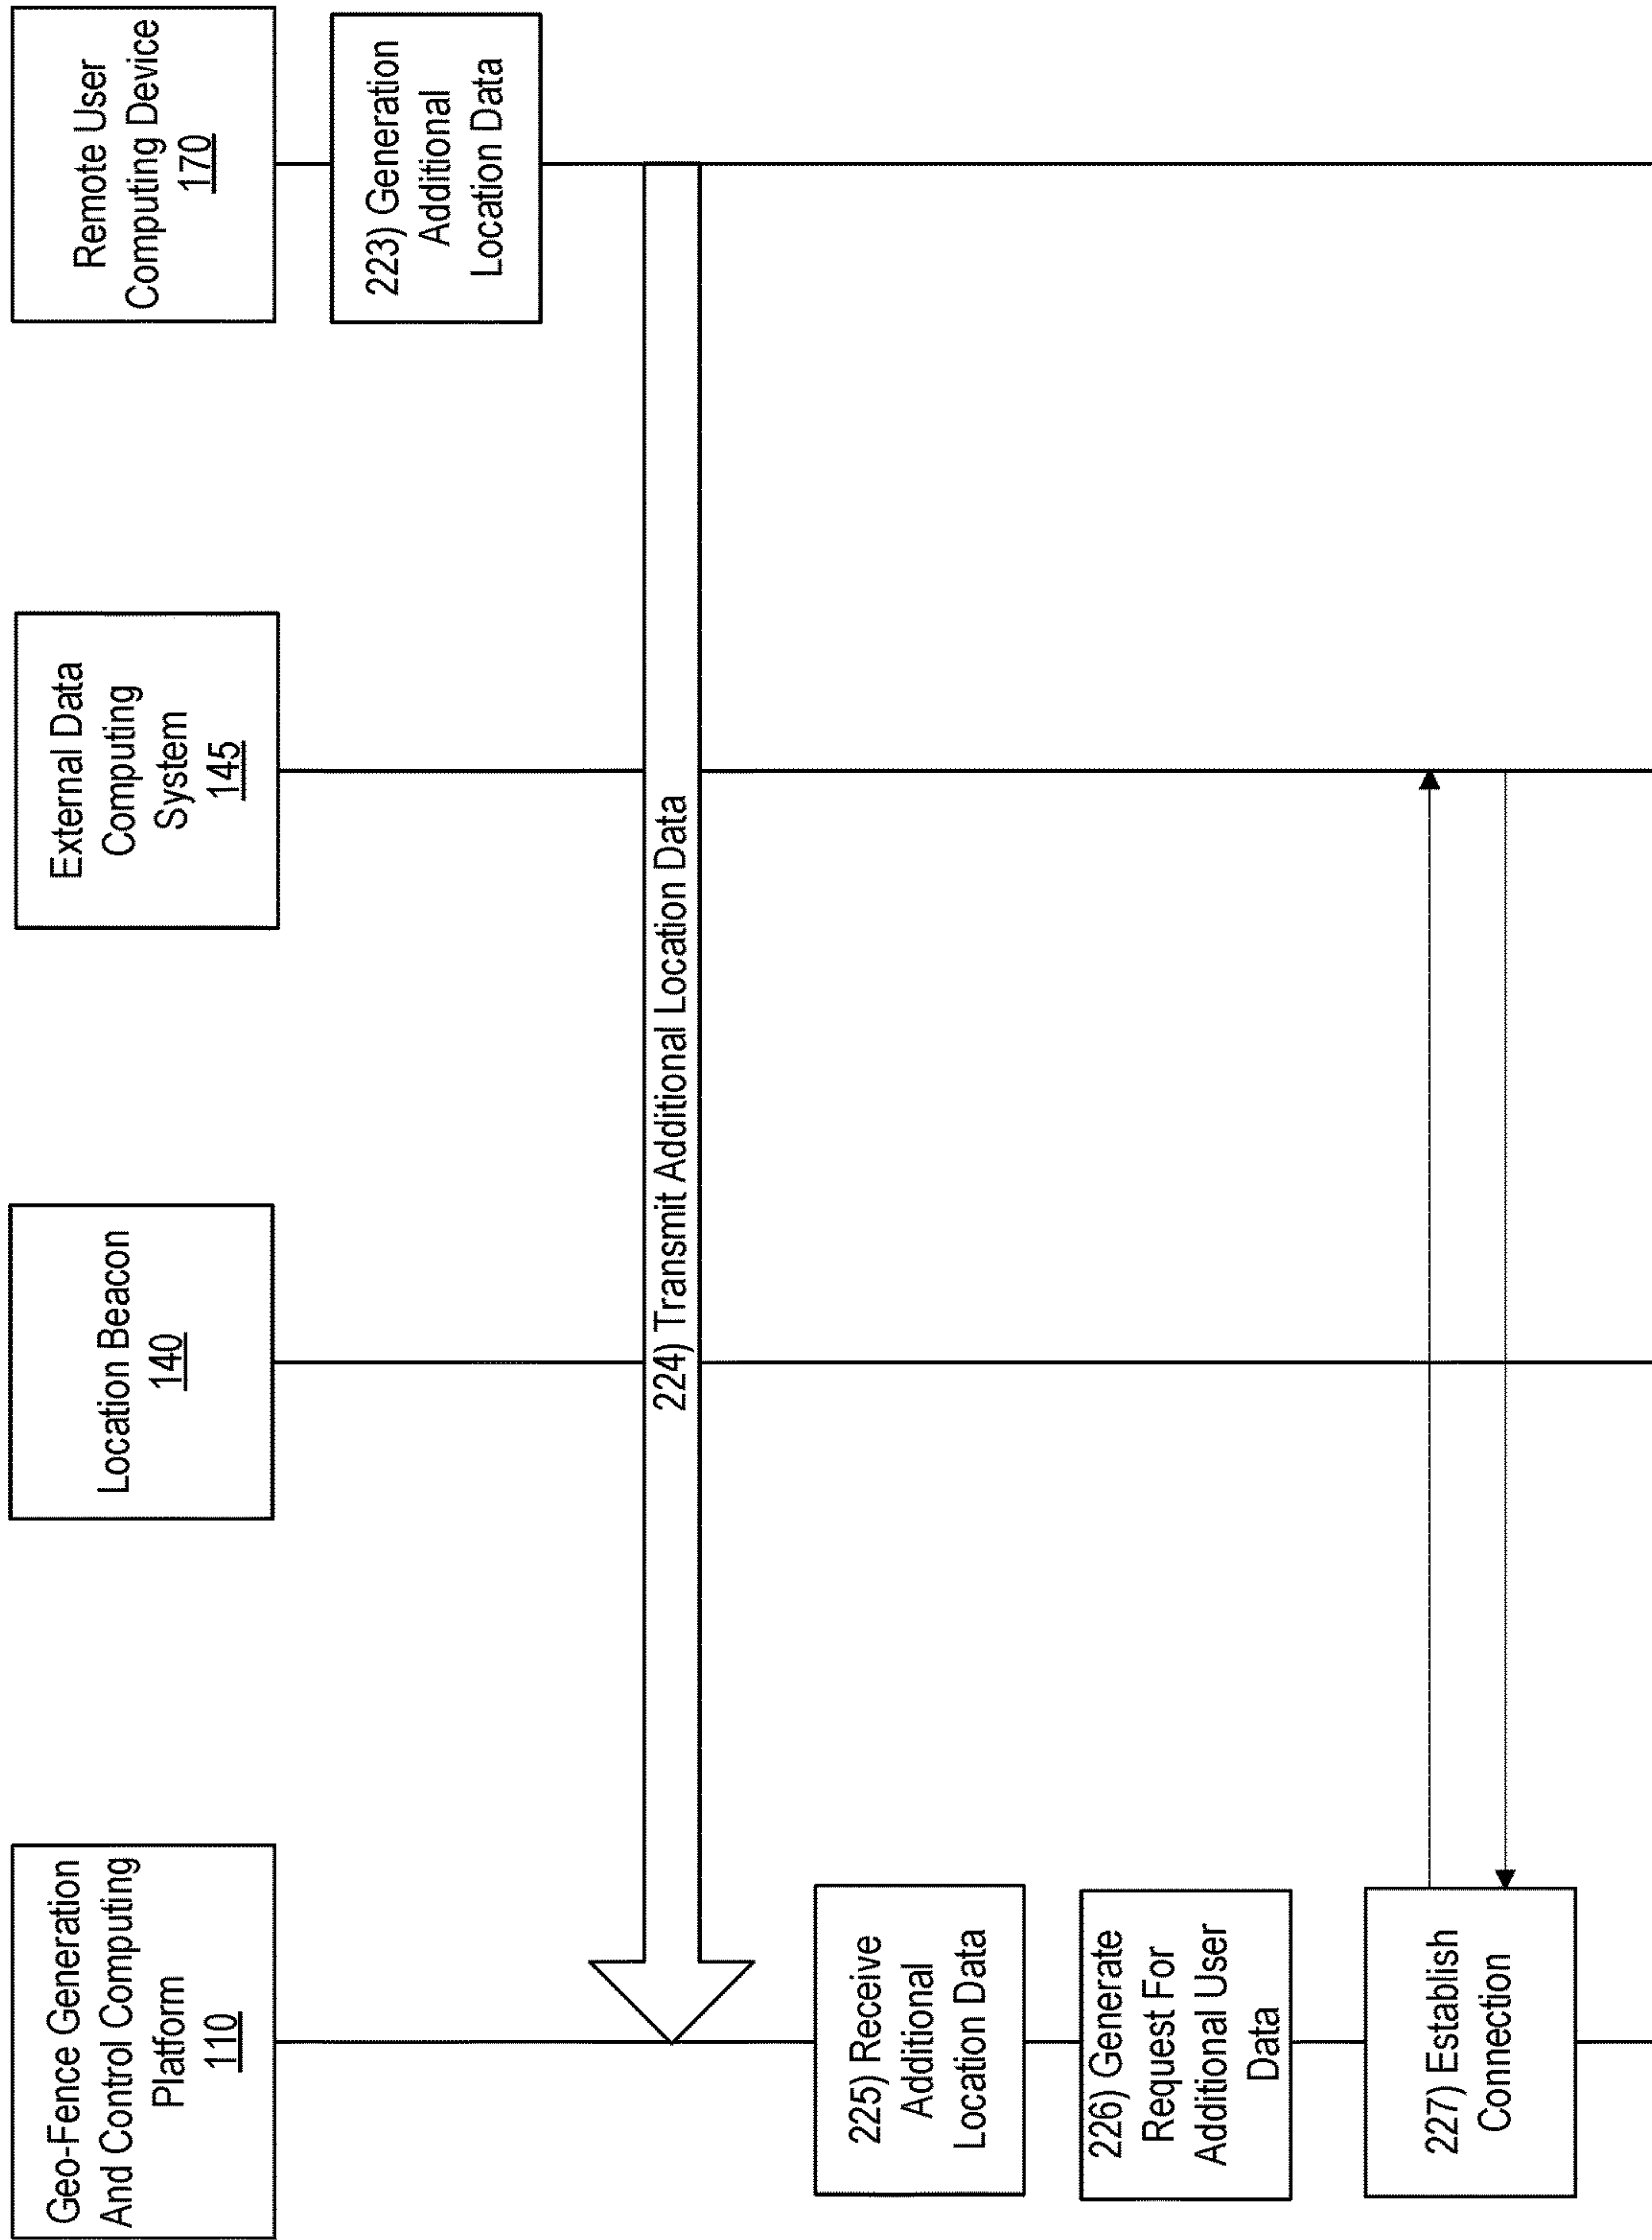 Geo-Fence Generation
And Control Computing
Platform
110
Location Beacon
140
External Data
Computing
System
145
Remote User
Computing Device
170
223) Generation
Additional
Location Data
224) Transmit Additional Location Data
225) Receive
Additional
Location Data
226) Generate
Request For
Additional User
Data
227) Establish
Connection